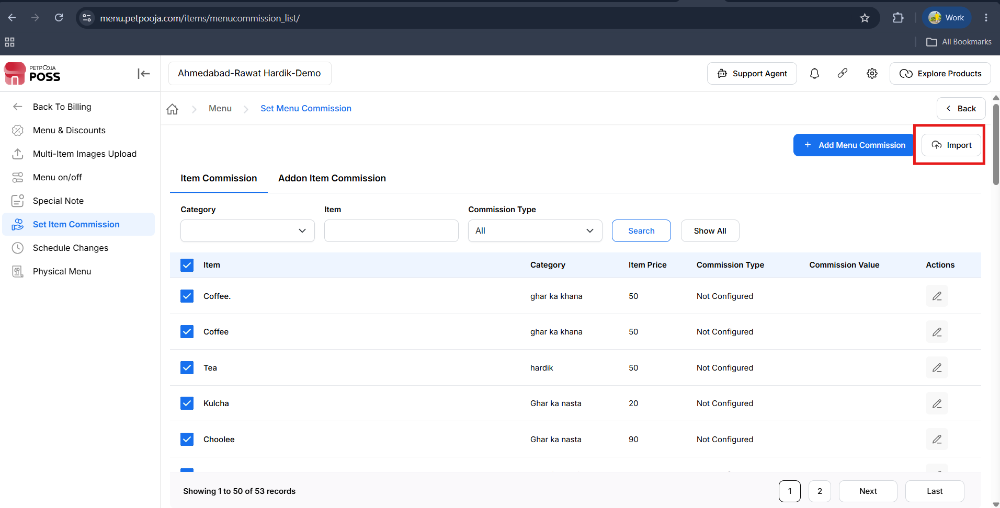 menu.petpooja.com/items/menucommission_list/
Work
All Bookmarks
PETPOOJA
POSS
Ahmedabad-Rawat Hardik-Demo
Support Agent
Explore Products
Back To Billing
Menu & Discounts
Multi-Item Images Upload
Menu on/off
Special Note
Set Item Commission
Schedule Changes
Physical Menu
Menu
Set Menu Commission
Back
+ Add Menu Commission
Import
Item Commission
Addon Item Commission
Category
Item
Commission Type
All
Search
Show All
Item Category Item Price Commission Type Commission Value Actions
Coffee. ghar ka khana 50 Not Configured
Coffee ghar ka khana 50 Not Configured
Tea hardik 50 Not Configured
Kulcha Ghar ka nasta 20 Not Configured
Choolee Ghar ka nasta 90 Not Configured
Showing 1 to 50 of 53 records
1 2 Next Last